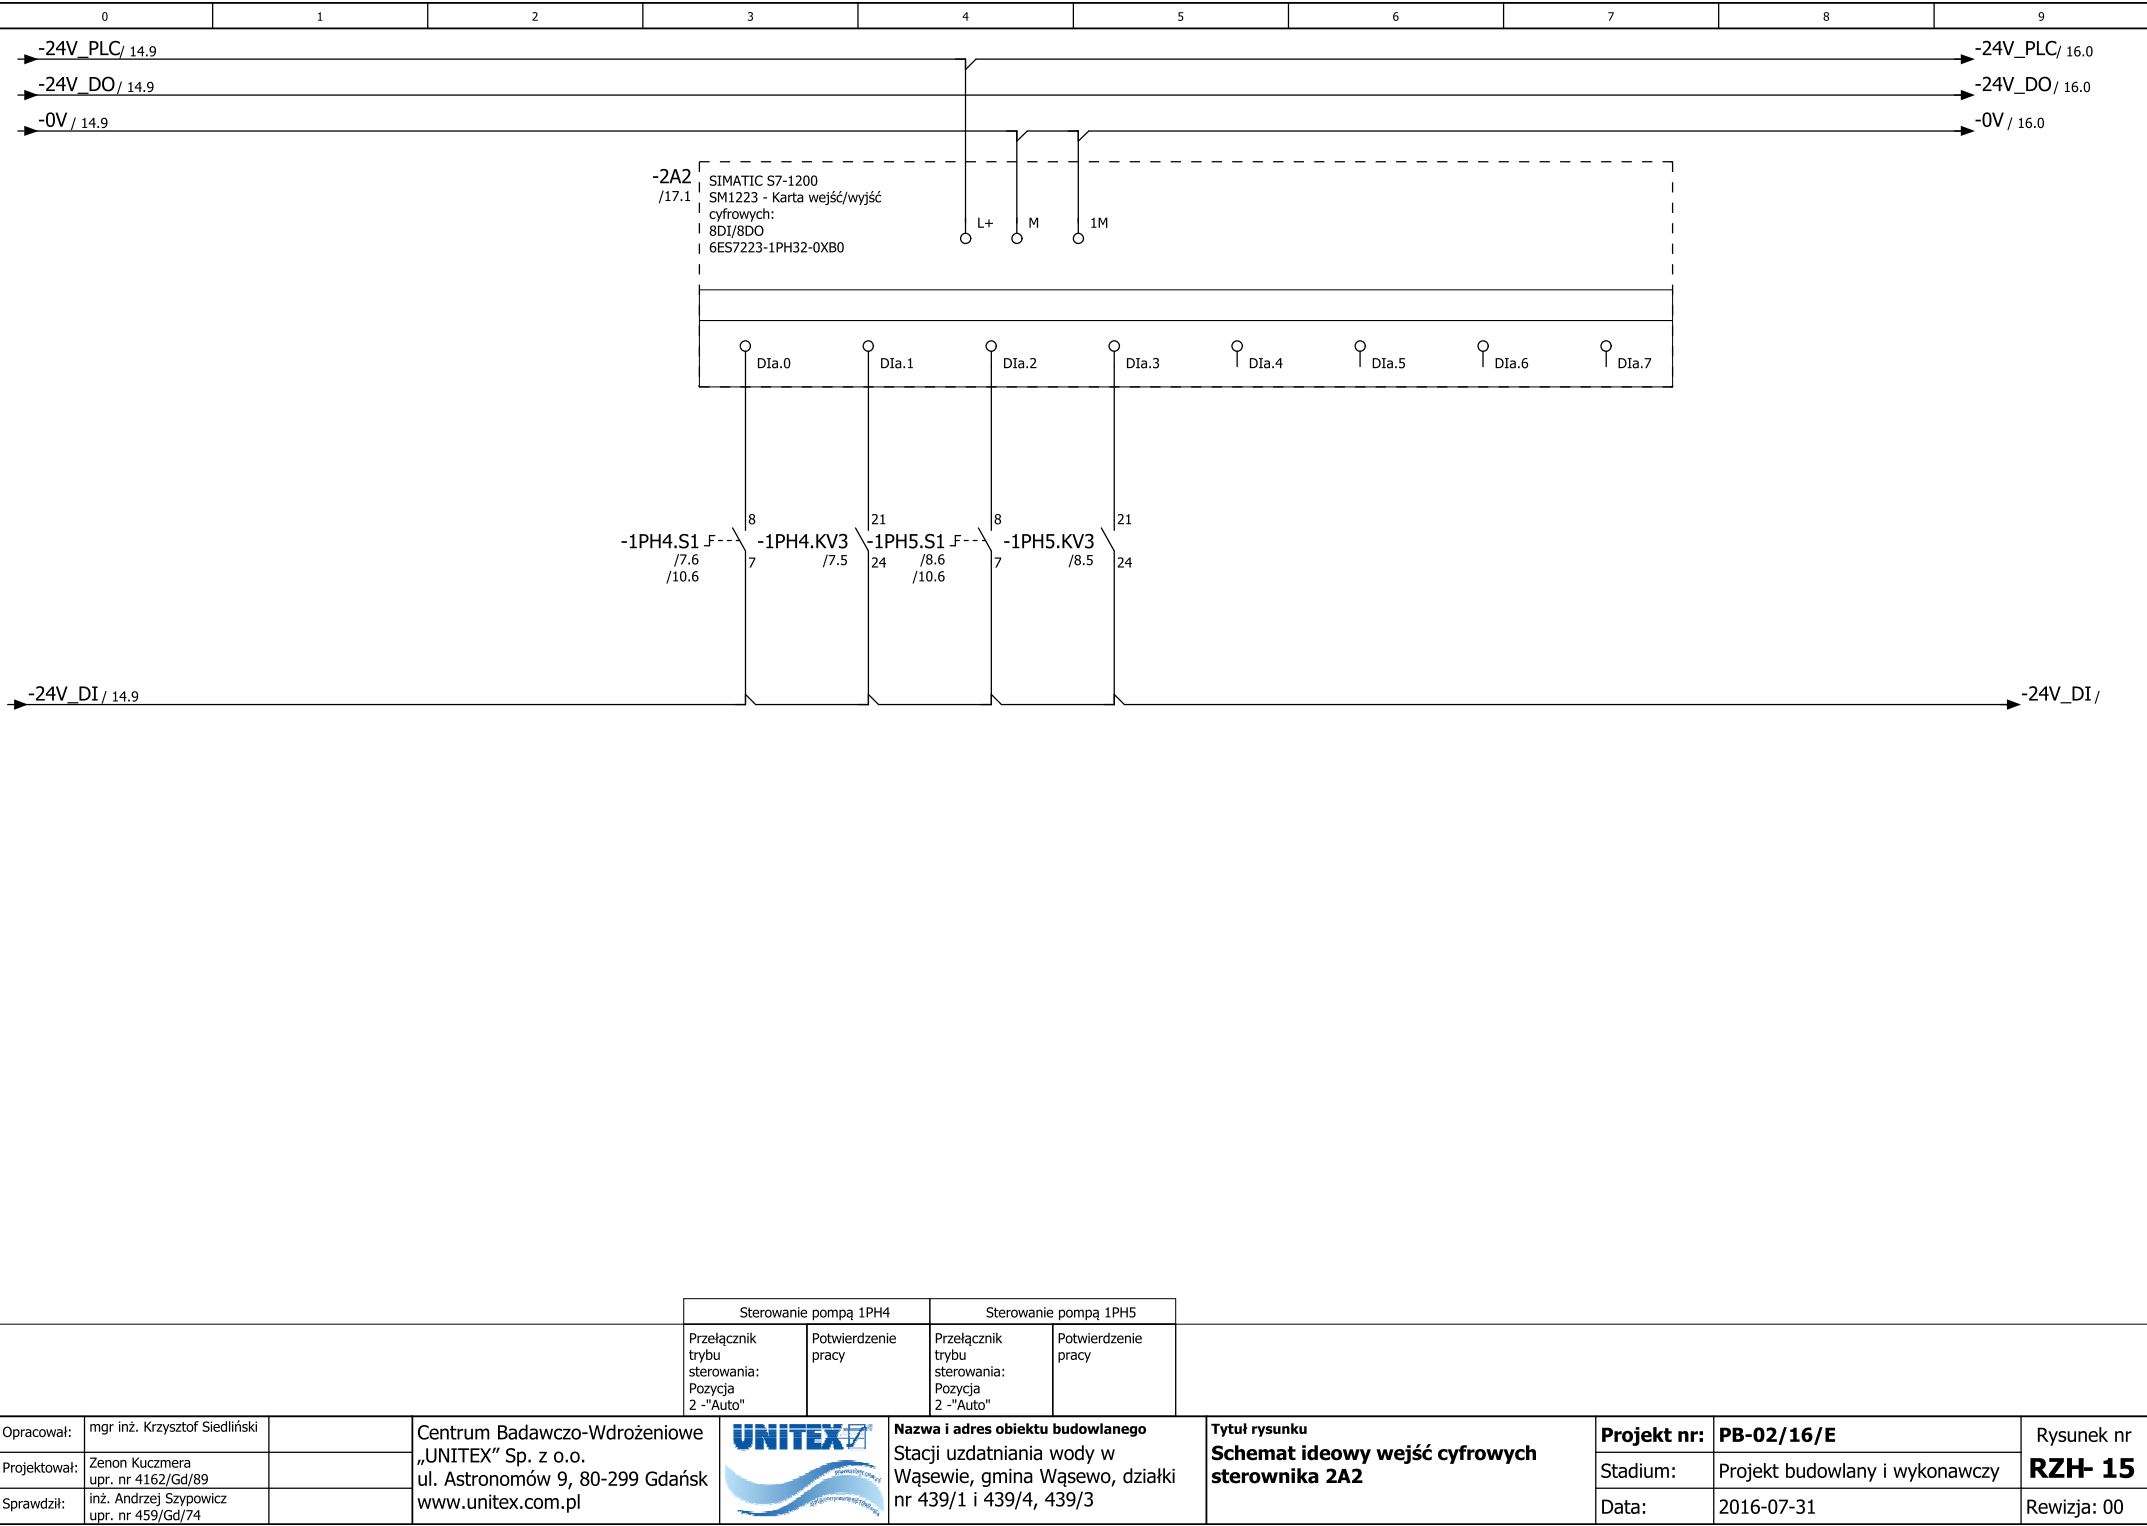 0 1 2 3 4 5 6 7 8 9
-24V_PLC/ 14.9 -24V_PLC/ 16.0
-24V_DO/ 14.9 -24V_DO/ 16.0
-0V / 14.9 -0V / 16.0
-2A2
/17.1
SIMATIC S7-1200
SM1223 - Karta wejść/wyjść
cyfrowych:
8DI/8DO
6ES7223-1PH32-0XB0
L+ M 1M
DIa.0 DIa.1 DIa.2 DIa.3 DIa.4 DIa.5 DIa.6 DIa.7
8 21 8 21
-1PH4.S1 -1PH4.KV3 -1PH5.S1 -1PH5.KV3
/7.6 7 /7.5 24 /8.6 7 /8.5 24
/10.6 /10.6
-24V_DI / 14.9 -24V_DI /
Sterowanie pompą 1PH4 Sterowanie pompą 1PH5
Przełącznik
trybu
sterowania:
Pozycja
2 -"Auto"
Potwierdzenie
pracy
Przełącznik
trybu
sterowania:
Pozycja
2 -"Auto"
Potwierdzenie
pracy
Opracował: mgr inż. Krzysztof Siedliński
Projektował: Zenon Kuczmera
upr. nr 4162/Gd/89
Sprawdził: inż. Andrzej Szypowicz
upr. nr 459/Gd/74
Centrum Badawczo-Wdrożeniowe
„UNITEX” Sp. z o.o.
ul. Astronomów 9, 80-299 Gdańsk
www.unitex.com.pl
UNITEX
Nazwa i adres obiektu budowlanego
Stacji uzdatniania wody w
Wąsewie, gmina Wąsewo, działki
nr 439/1 i 439/4, 439/3
Tytuł rysunku
Schemat ideowy wejść cyfrowych
sterownika 2A2
Projekt nr: PB-02/16/E
Stadium: Projekt budowlany i wykonawczy
Data: 2016-07-31
Rysunek nr
RZH- 15
Rewizja: 00